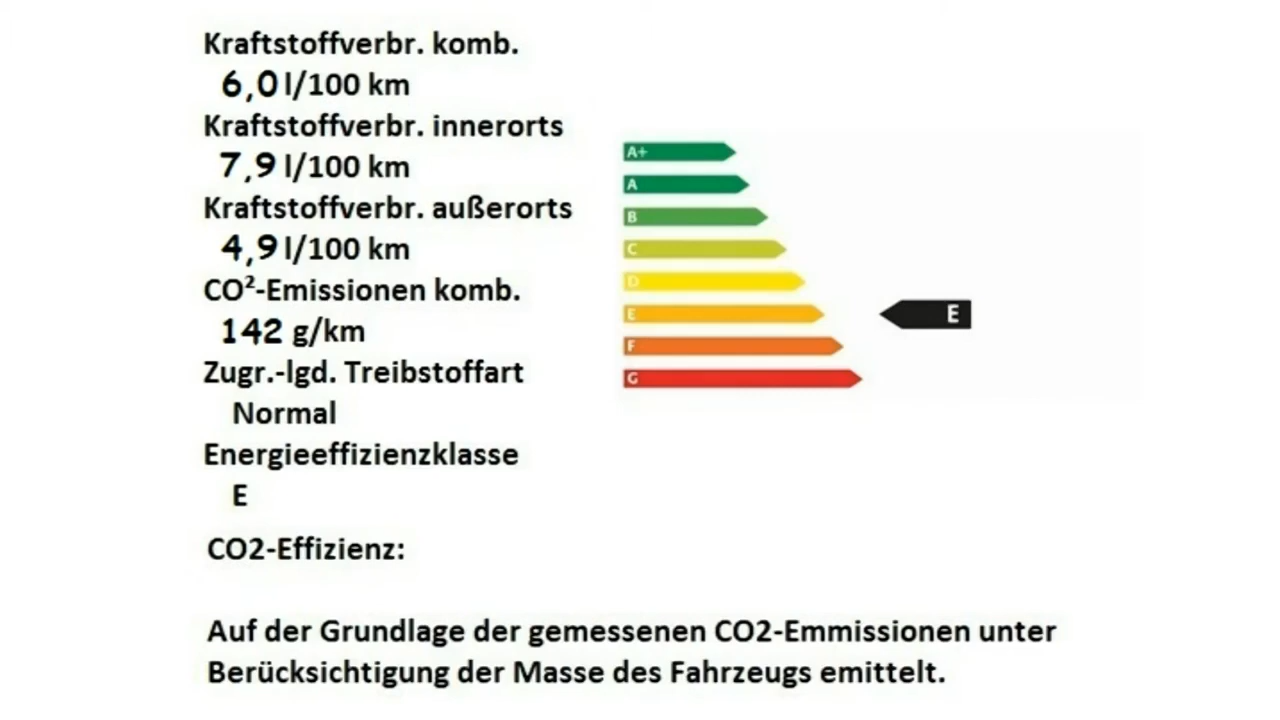 Kraftstoffverbr. komb.
6,0 l/100 km
Kraftstoffverbr. innerorts
7,9 l/100 km
Kraftstoffverbr. außerorts
4,9 l/100 km
CO²-Emissionen komb.
142 g/km
Zugr.-lgd. Treibstoffart
Normal
Energieeffizienzklasse
E
A+
A
B
C
D
E
E
F
G
CO2-Effizienz:
Auf der Grundlage der gemessenen CO2-Emmissionen unter
Berücksichtigung der Masse des Fahrzeugs emittelt.